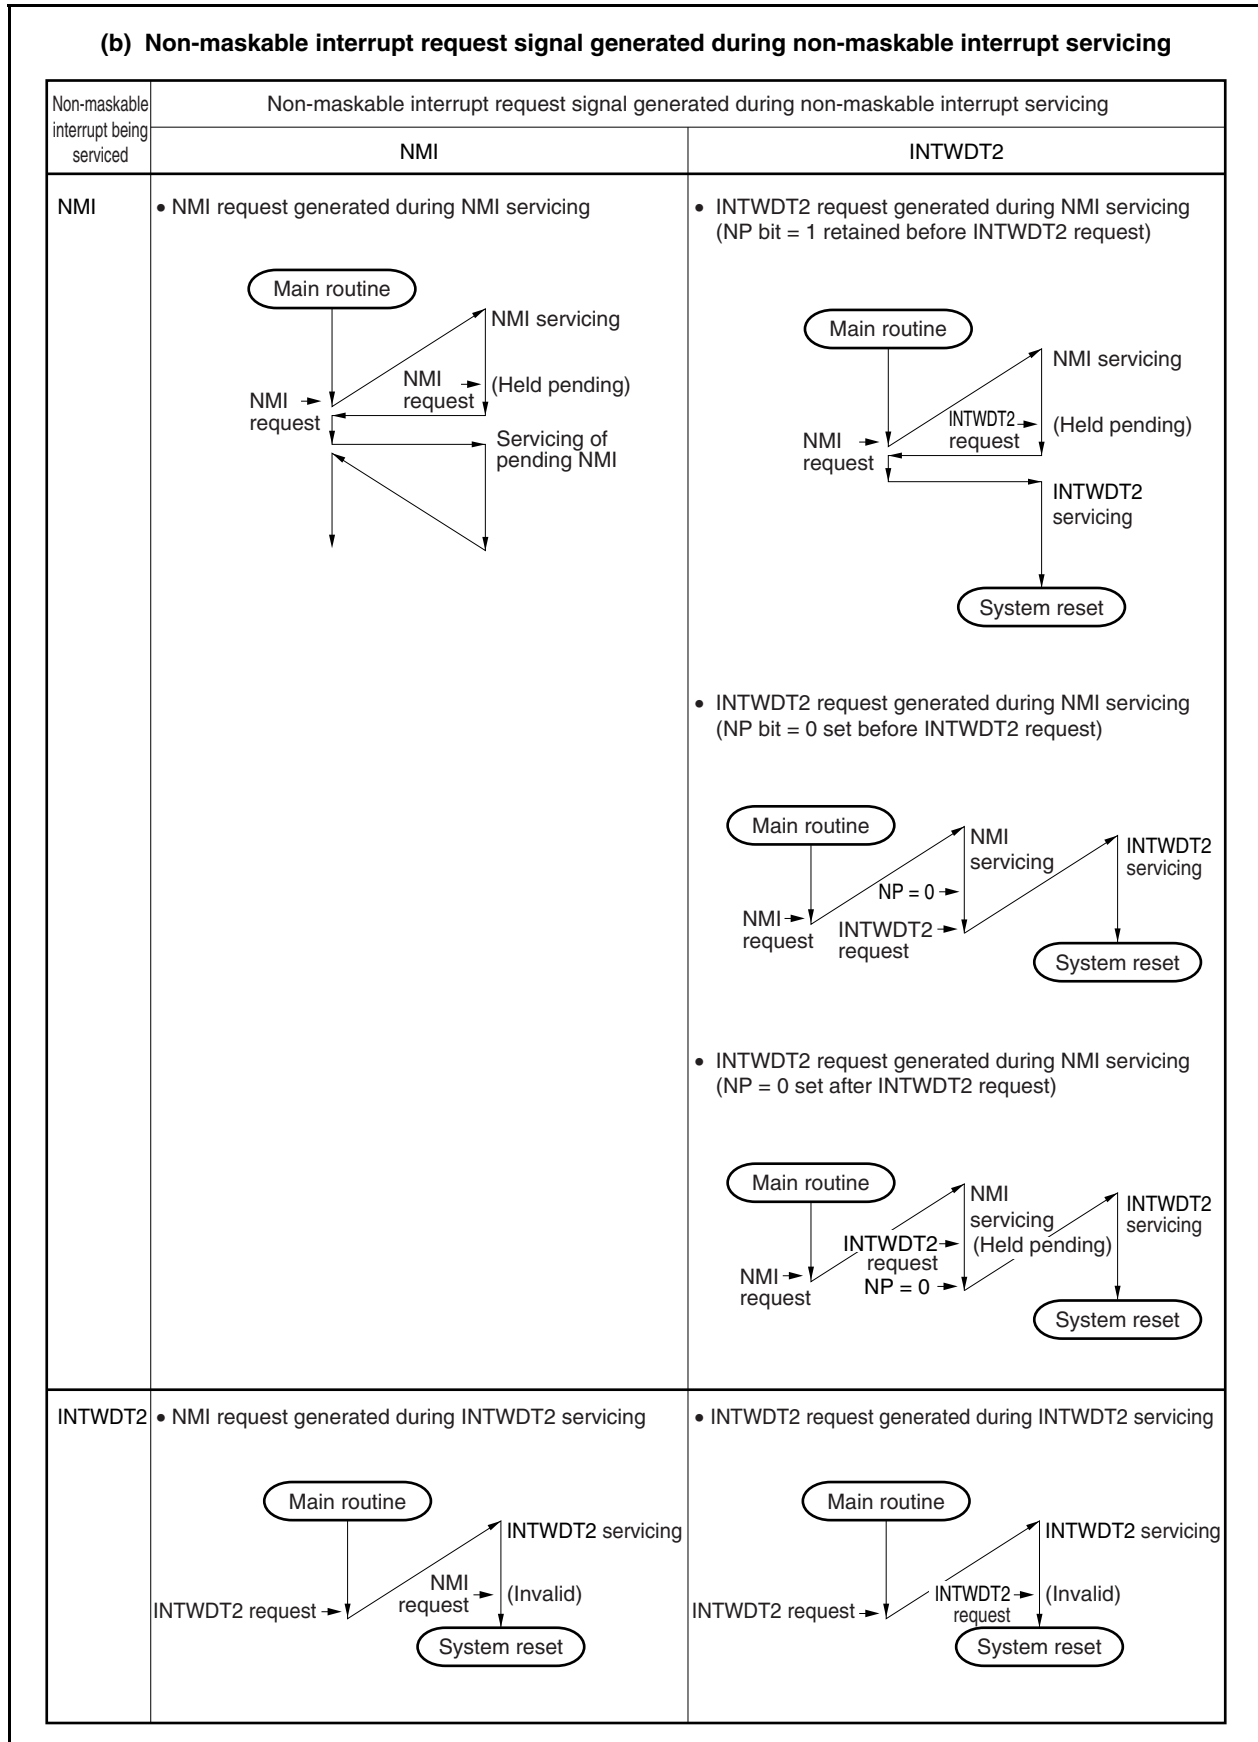 (b) Non-maskable interrupt request signal generated during non-maskable interrupt servicing
Non-maskable
interrupt being
serviced
Non-maskable interrupt request signal generated during non-maskable interrupt servicing
NMI
INTWDT2
NMI
• NMI request generated during NMI servicing
Main routine
NMI servicing
NMI
request
(Held pending)
NMI
request
Servicing of
pending NMI
• INTWDT2 request generated during NMI servicing
(NP bit = 1 retained before INTWDT2 request)
Main routine
NMI servicing
INTWDT2
request
(Held pending)
NMI
request
INTWDT2
servicing
System reset
• INTWDT2 request generated during NMI servicing
(NP bit = 0 set before INTWDT2 request)
Main routine
NMI
servicing
INTWDT2
servicing
NP = 0
NMI
request
INTWDT2
request
System reset
• INTWDT2 request generated during NMI servicing
(NP = 0 set after INTWDT2 request)
Main routine
NMI
servicing
(Held pending)
INTWDT2
servicing
INTWDT2
request
NMI
request
NP = 0
System reset
INTWDT2
• NMI request generated during INTWDT2 servicing
Main routine
INTWDT2 servicing
NMI
request
(Invalid)
INTWDT2 request
System reset
• INTWDT2 request generated during INTWDT2 servicing
Main routine
INTWDT2 servicing
INTWDT2
request
(Invalid)
INTWDT2 request
System reset